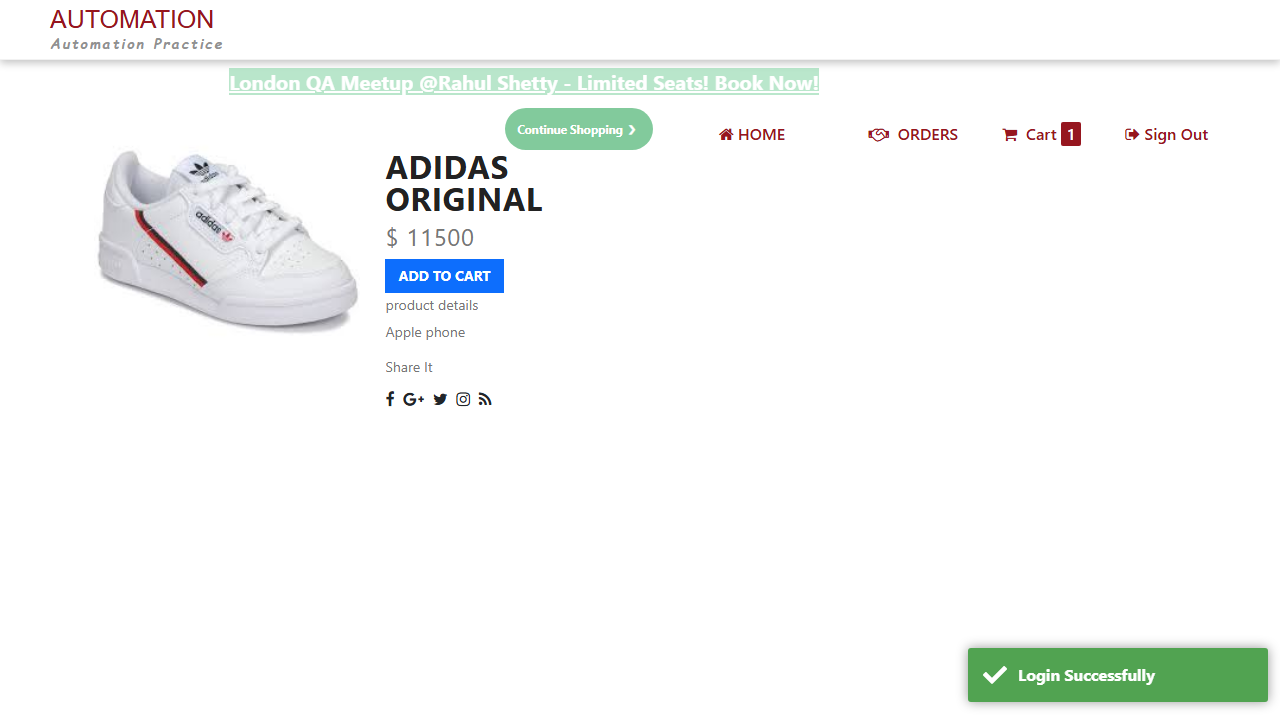 AUTOMATION
Automation Practice
London QA Meetup @Rahul Shetty - Limited Seats! Book Now!
Continue Shopping ❯
HOME
ORDERS
Cart 1
Sign Out
adidas
ADIDAS
ORIGINAL
$ 11500
ADD TO CART
product details
Apple phone
Share It
Login Successfully